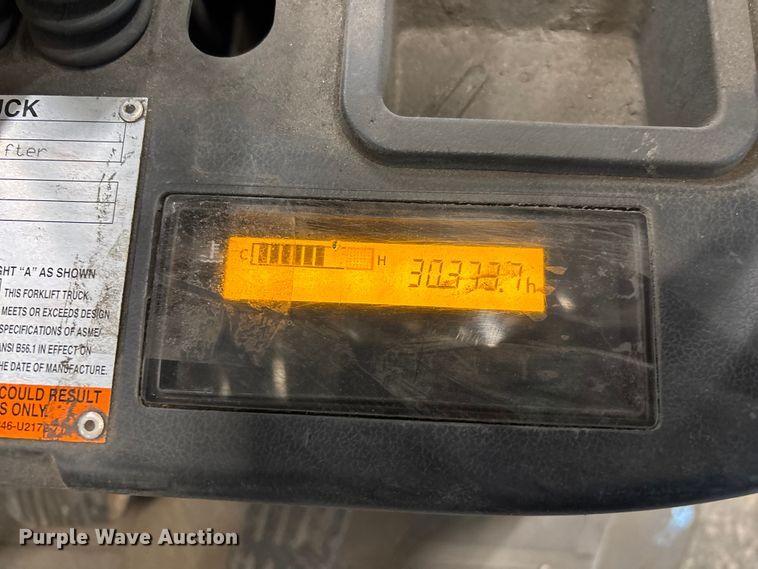 UCK
fter
GHT "A" AS SHOWN
THIS FORKLIFT TRUCK
MEETS OR EXCEEDS DESIGN
SPECIFICATIONS OF ASME/
ANSI B56.1 IN EFFECT ON
THE DATE OF MANUFACTURE.
COULD RESULT
S ONLY.
C H
h
Purple Wave Auction